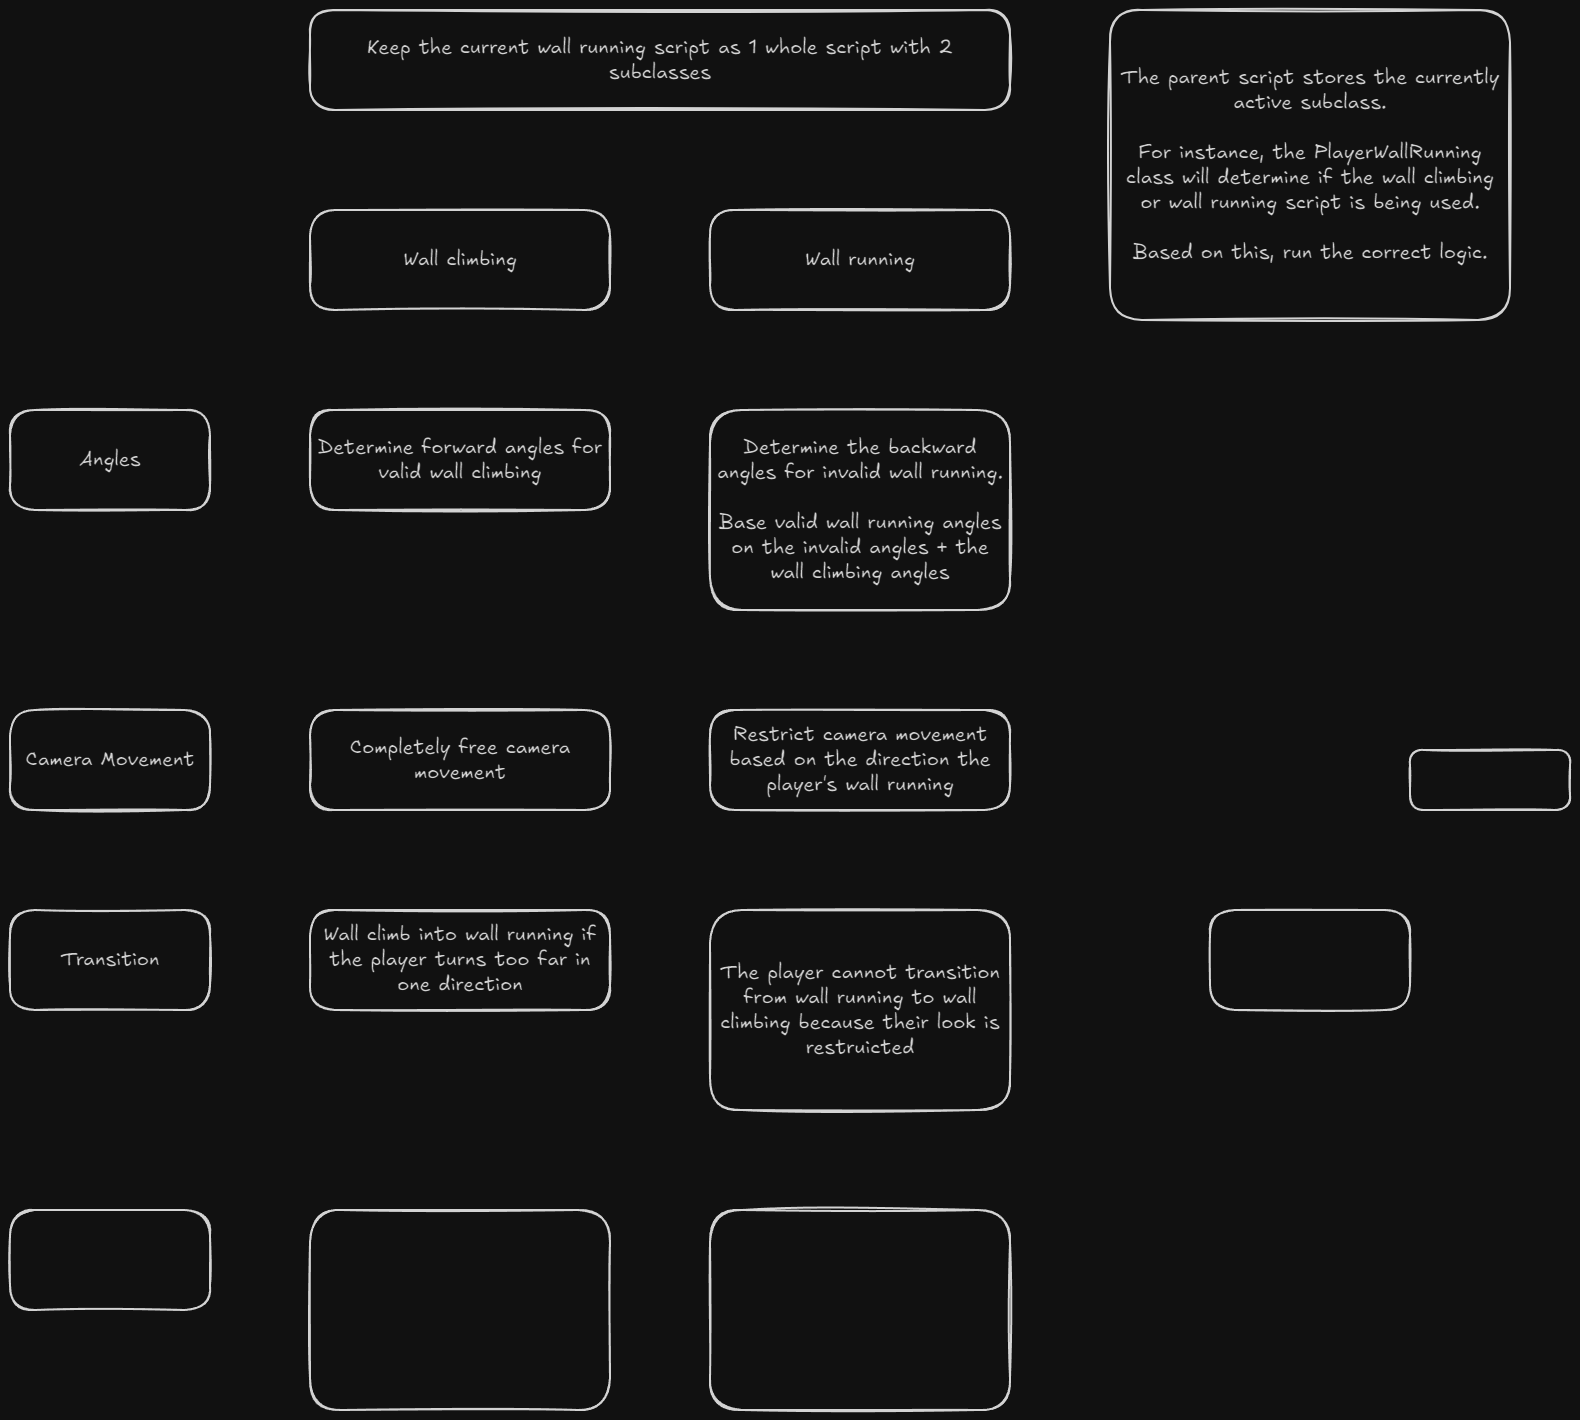 Keep the current wall running script as 1 whole script with 2
subclasses
The parent script stores the currently
active subclass.
For instance, the PlayerWallRunning
class will determine if the wall climbing
or wall running script is being used.
Based on this, run the correct logic.
Wall climbing
Wall running
Angles
Determine forward angles for
valid wall climbing
Determine the backward
angles for invalid wall running.
Base valid wall running angles
on the invalid angles + the
wall climbing angles
Camera Movement
Completely free camera
movement
Restrict camera movement
based on the direction the
player's wall running
Transition
Wall climb into wall running if
the player turns too far in
one direction
The player cannot transition
from wall running to wall
climbing because their look is
restruicted